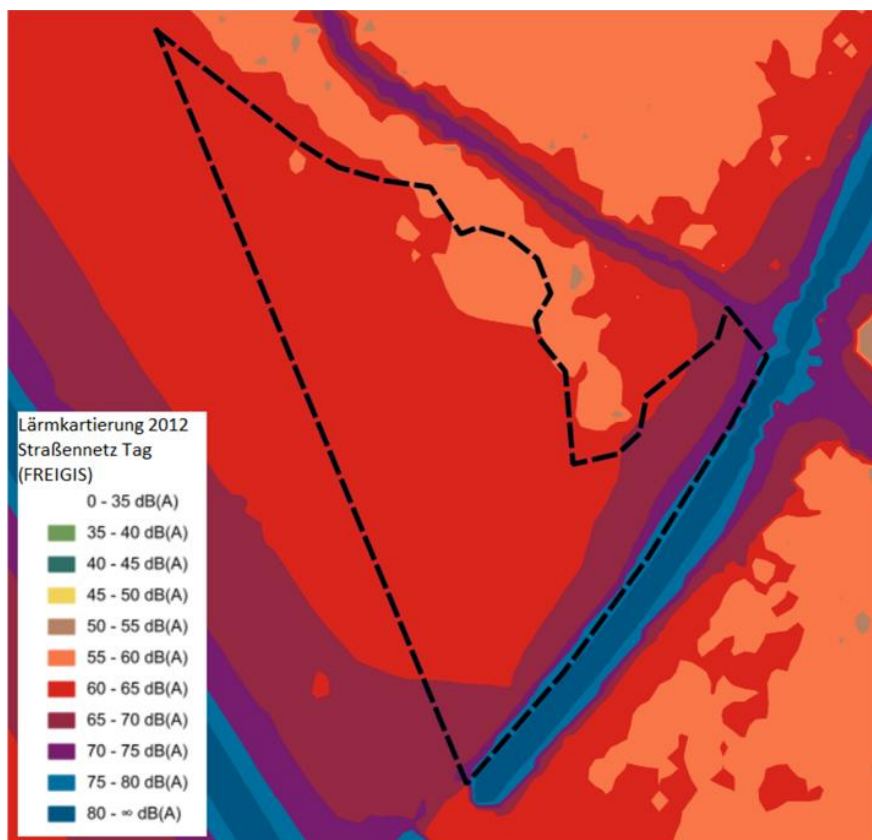 Lärmkartierung 2012
Straßennetz Tag
(FREIGIS)
0 - 35 dB(A)
35 - 40 dB(A)
40 - 45 dB(A)
45 - 50 dB(A)
50 - 55 dB(A)
55 - 60 dB(A)
60 - 65 dB(A)
65 - 70 dB(A)
70 - 75 dB(A)
75 - 80 dB(A)
80 - ∞ dB(A)